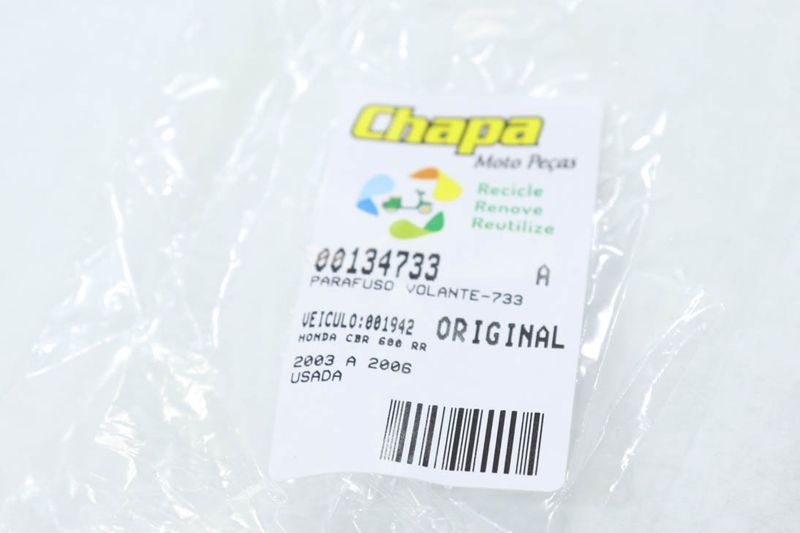 Chapa
Moto Peças
Recicle
Renove
Reutilize
00134733 A
PARAFUSO VOLANTE-733
VEICULO:001942 ORIGINAL
HONDA CBR 600 RR
2003 A 2006
USADA